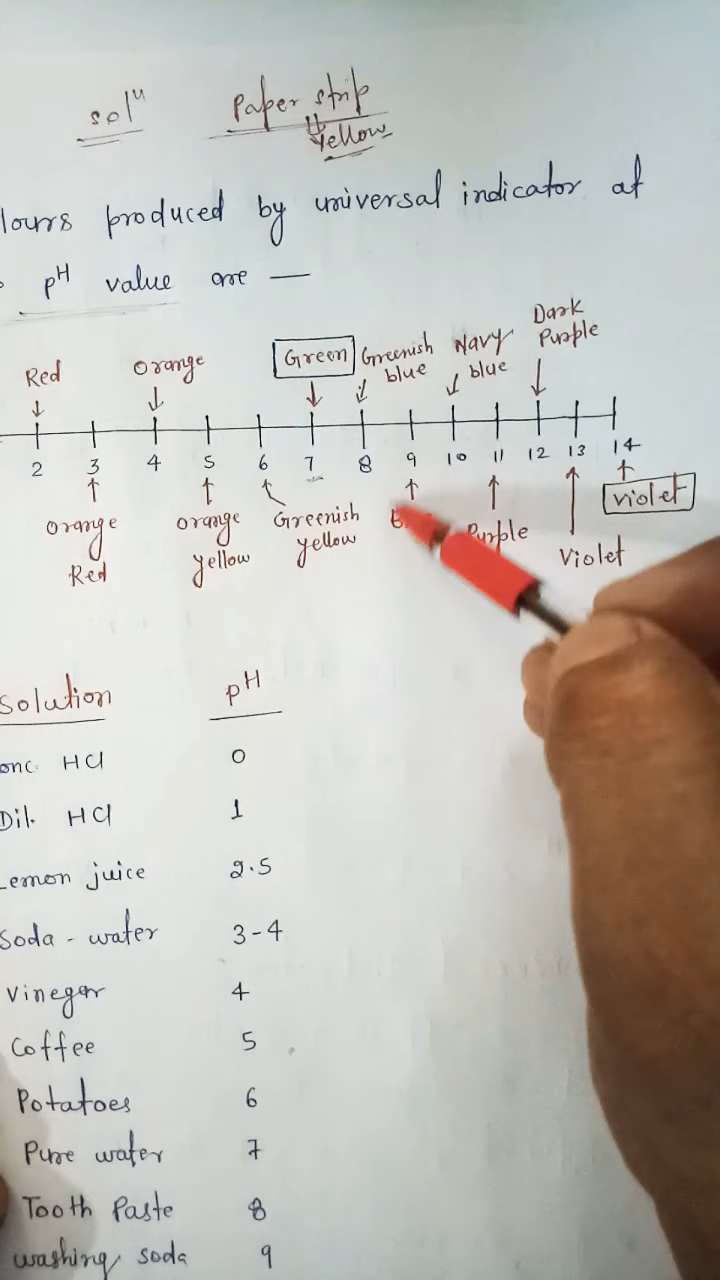 solⁿ Paper strip
Yellow
lours produced by universal indicator at
pH value are —
Red Orange Green Greenish blue Navy blue Dark Purple
2 3 4 5 6 7 8 9 10 11 12 13 14
Orange Red Orange yellow Greenish yellow Purple Violet Violet
Solution pH
onc. HCl 0
Dil. HCl 1
Lemon juice 2.5
Soda - water 3-4
Vinegar 4
Coffee 5
Potatoes 6
Pure water 7
Tooth Paste 8
washing soda 9